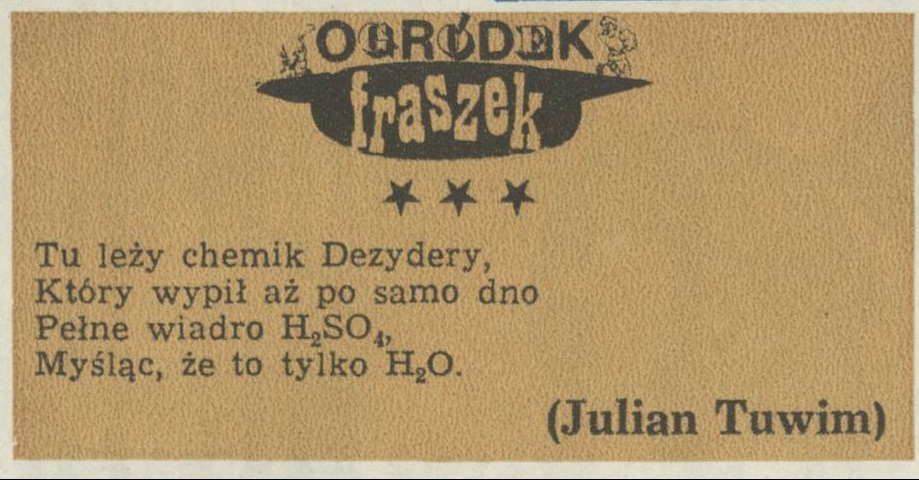 OGRÓDEK
fraszek
★ ★ ★
Tu leży chemik Dezydery,
Który wypił aż po samo dno
Pełne wiadro H₂SO₄,
Myśląc, że to tylko H₂O.
(Julian Tuwim)